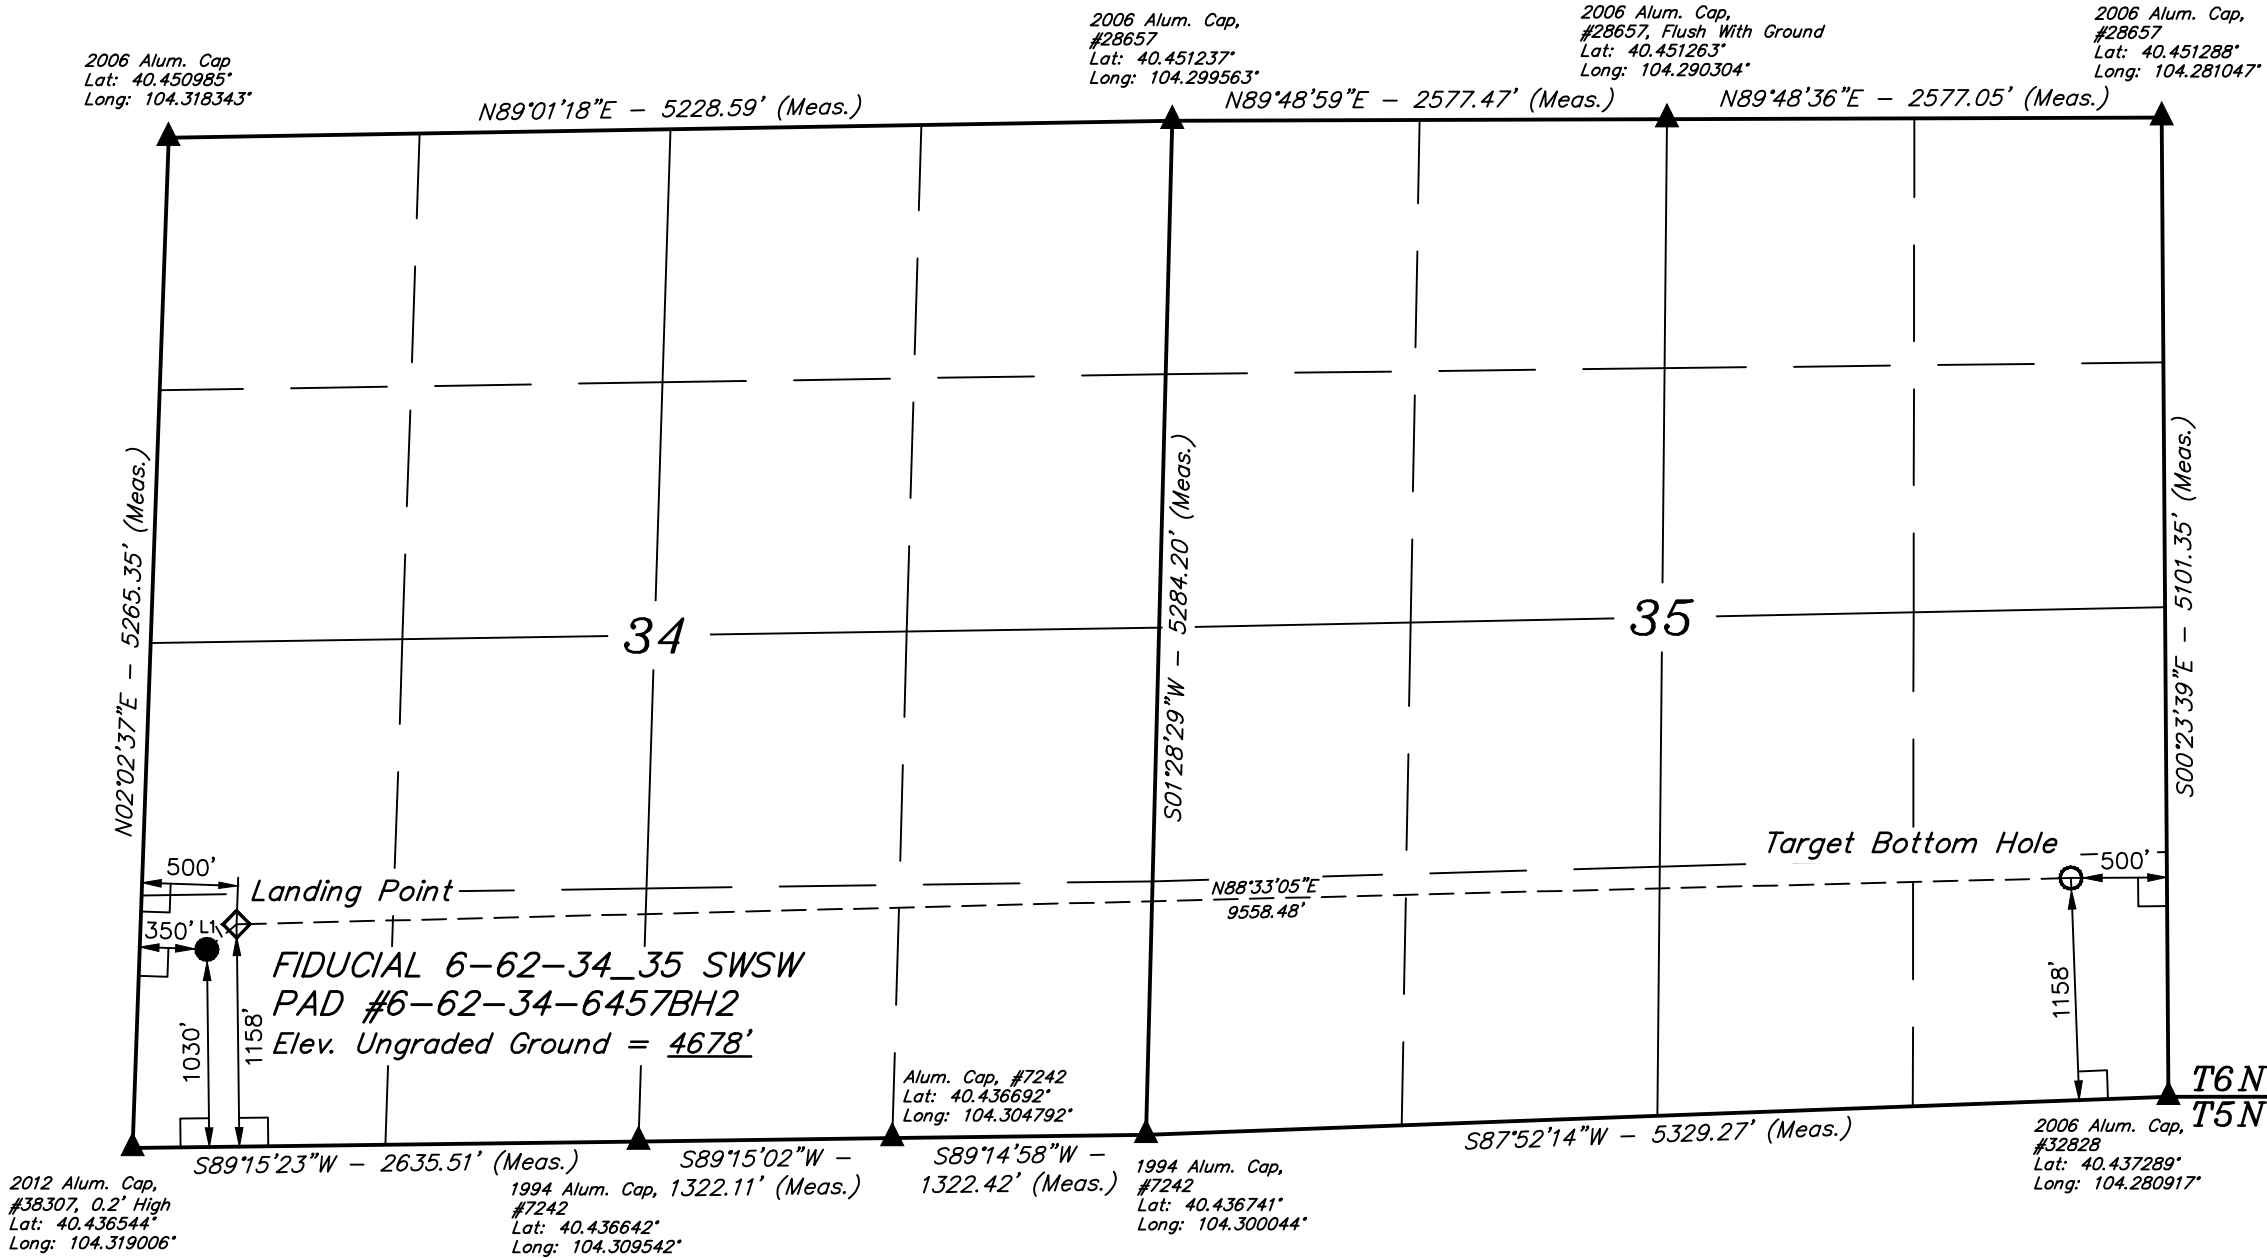 2006 Alum. Cap
Lat: 40.450985°
Long: 104.318343°
2006 Alum. Cap,
#28657
Lat: 40.451237°
Long: 104.299563°
2006 Alum. Cap,
#28657, Flush With Ground
Lat: 40.451263°
Long: 104.290304°
2006 Alum. Cap,
#28657
Lat: 40.451288°
Long: 104.281047°
N89°01'18"E - 5228.59' (Meas.)
N89°48'59"E - 2577.47' (Meas.)
N89°48'36"E - 2577.05' (Meas.)
N02°02'37"E - 5265.35' (Meas.)
34
S01°28'29"W - 5284.20' (Meas.)
35
S00°23'39"E - 5101.35' (Meas.)
Target Bottom Hole
500'
500'
Landing Point
N88°33'05"E
9558.48'
350'
L1
FIDUCIAL 6-62-34_35 SWSW
PAD #6-62-34-6457BH2
Elev. Ungraded Ground = 4678'
1030'
1158'
1158'
Alum. Cap, #7242
Lat: 40.436692°
Long: 104.304792°
T6N
T5N
S89°15'23"W - 2635.51' (Meas.)
S89°15'02"W -
1322.11' (Meas.)
S89°14'58"W -
1322.42' (Meas.)
S87°52'14"W - 5329.27' (Meas.)
2012 Alum. Cap,
#38307, 0.2' High
Lat: 40.436544°
Long: 104.319006°
1994 Alum. Cap,
#7242
Lat: 40.436642°
Long: 104.309542°
1994 Alum. Cap,
#7242
Lat: 40.436741°
Long: 104.300044°
2006 Alum. Cap,
#32828
Lat: 40.437289°
Long: 104.280917°